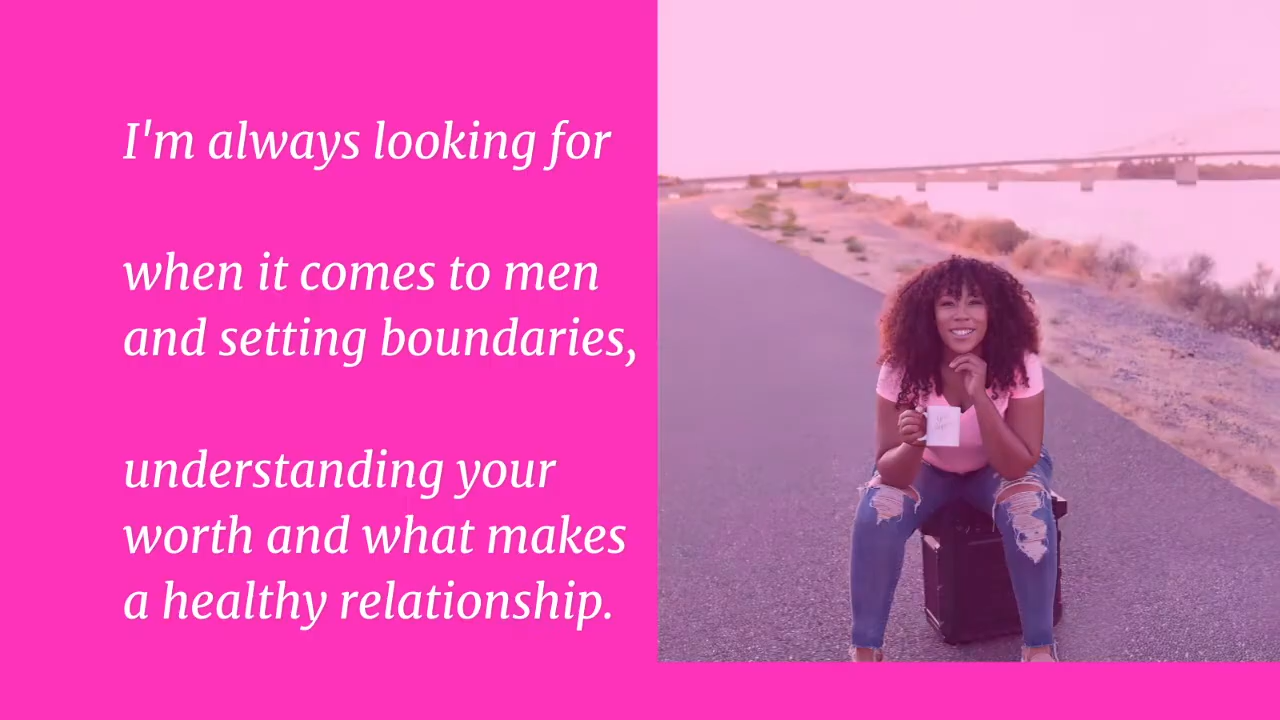 I'm always looking for
when it comes to men
and setting boundaries,
understanding your
worth and what makes
a healthy relationship.